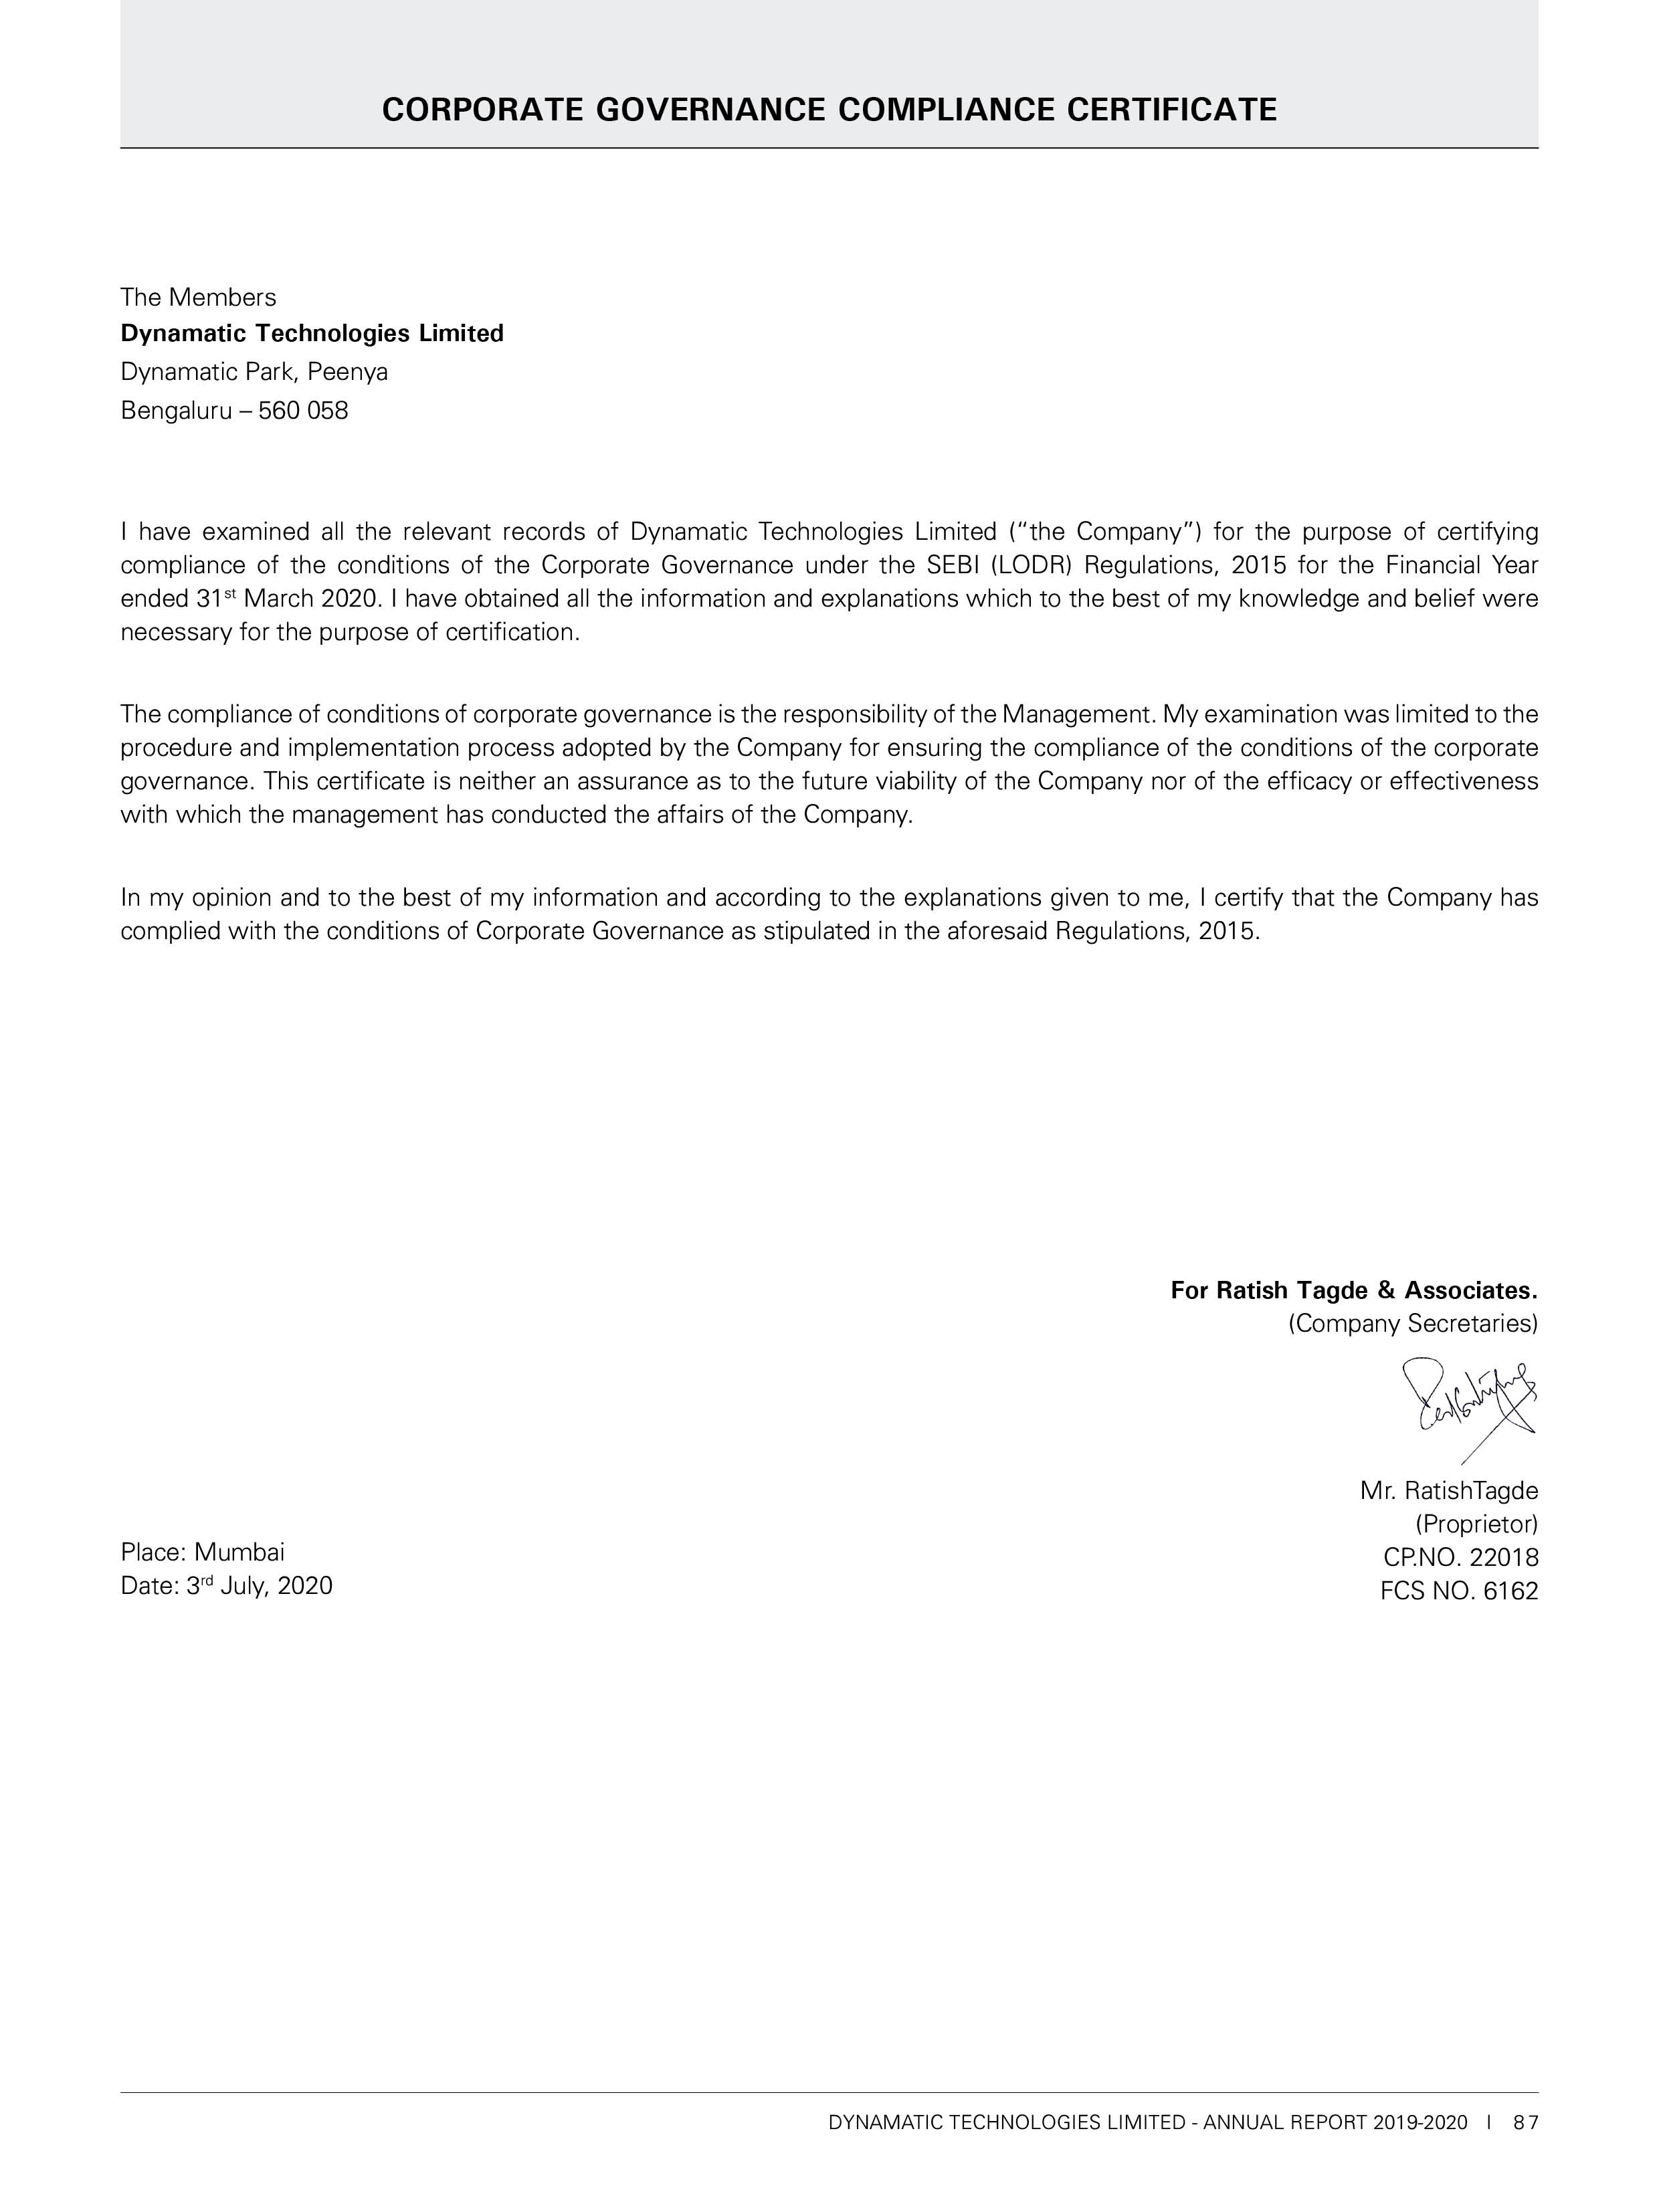 CORPORATE GOVERNANCE COMPLIANCE CERTIFICATE
The Members
Dynamatic Technologies Limited
Dynamatic Park, Peenya
Bengaluru – 560 058
I have examined all the relevant records of Dynamatic Technologies Limited (“the Company”) for the purpose of certifying
compliance of the conditions of the Corporate Governance under the SEBI (LODR) Regulations, 2015 for the Financial Year
ended 31st March 2020. I have obtained all the information and explanations which to the best of my knowledge and belief were
necessary for the purpose of certification.
The compliance of conditions of corporate governance is the responsibility of the Management. My examination was limited to the
procedure and implementation process adopted by the Company for ensuring the compliance of the conditions of the corporate
governance. This certificate is neither an assurance as to the future viability of the Company nor of the efficacy or effectiveness
with which the management has conducted the affairs of the Company.
In my opinion and to the best of my information and according to the explanations given to me, I certify that the Company has
complied with the conditions of Corporate Governance as stipulated in the aforesaid Regulations, 2015.
For Ratish Tagde & Associates.
(Company Secretaries)
Mr. RatishTagde
(Proprietor)
CP.NO. 22018
FCS NO. 6162
Place: Mumbai
Date: 3rd July, 2020
DYNAMATIC TECHNOLOGIES LIMITED - ANNUAL REPORT 2019-2020 I 87